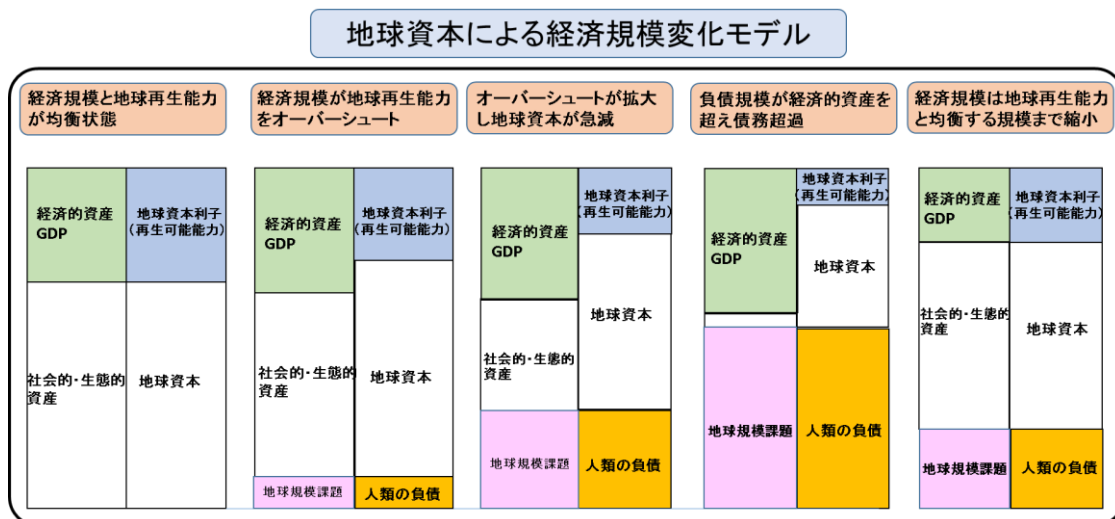 地球資本による経済規模変化モデル
経済規模と地球再生能力
が均衡状態
経済的資産
GDP
地球資本利子
(再生可能能力)
社会的・生態的
資産
地球資本
経済規模が地球再生能力
をオーバーシュート
経済的資産
GDP
地球資本利子
(再生可能能力)
社会的・生態的
資産
地球資本
地球規模課題
人類の負債
オーバーシュートが拡大
し地球資本が急減
経済的資産
GDP
地球資本利子
(再生可能能力)
社会的・生態的
資産
地球資本
地球規模課題
人類の負債
負債規模が経済的資産を
超え債務超過
経済的資産
GDP
地球資本利子
(再生可能能力)
地球資本
地球規模課題
人類の負債
経済規模は地球再生能力
と均衡する規模まで縮小
経済的資産
GDP
地球資本利子
(再生可能能力)
社会的・生態的
資産
地球資本
地球規模課題
人類の負債